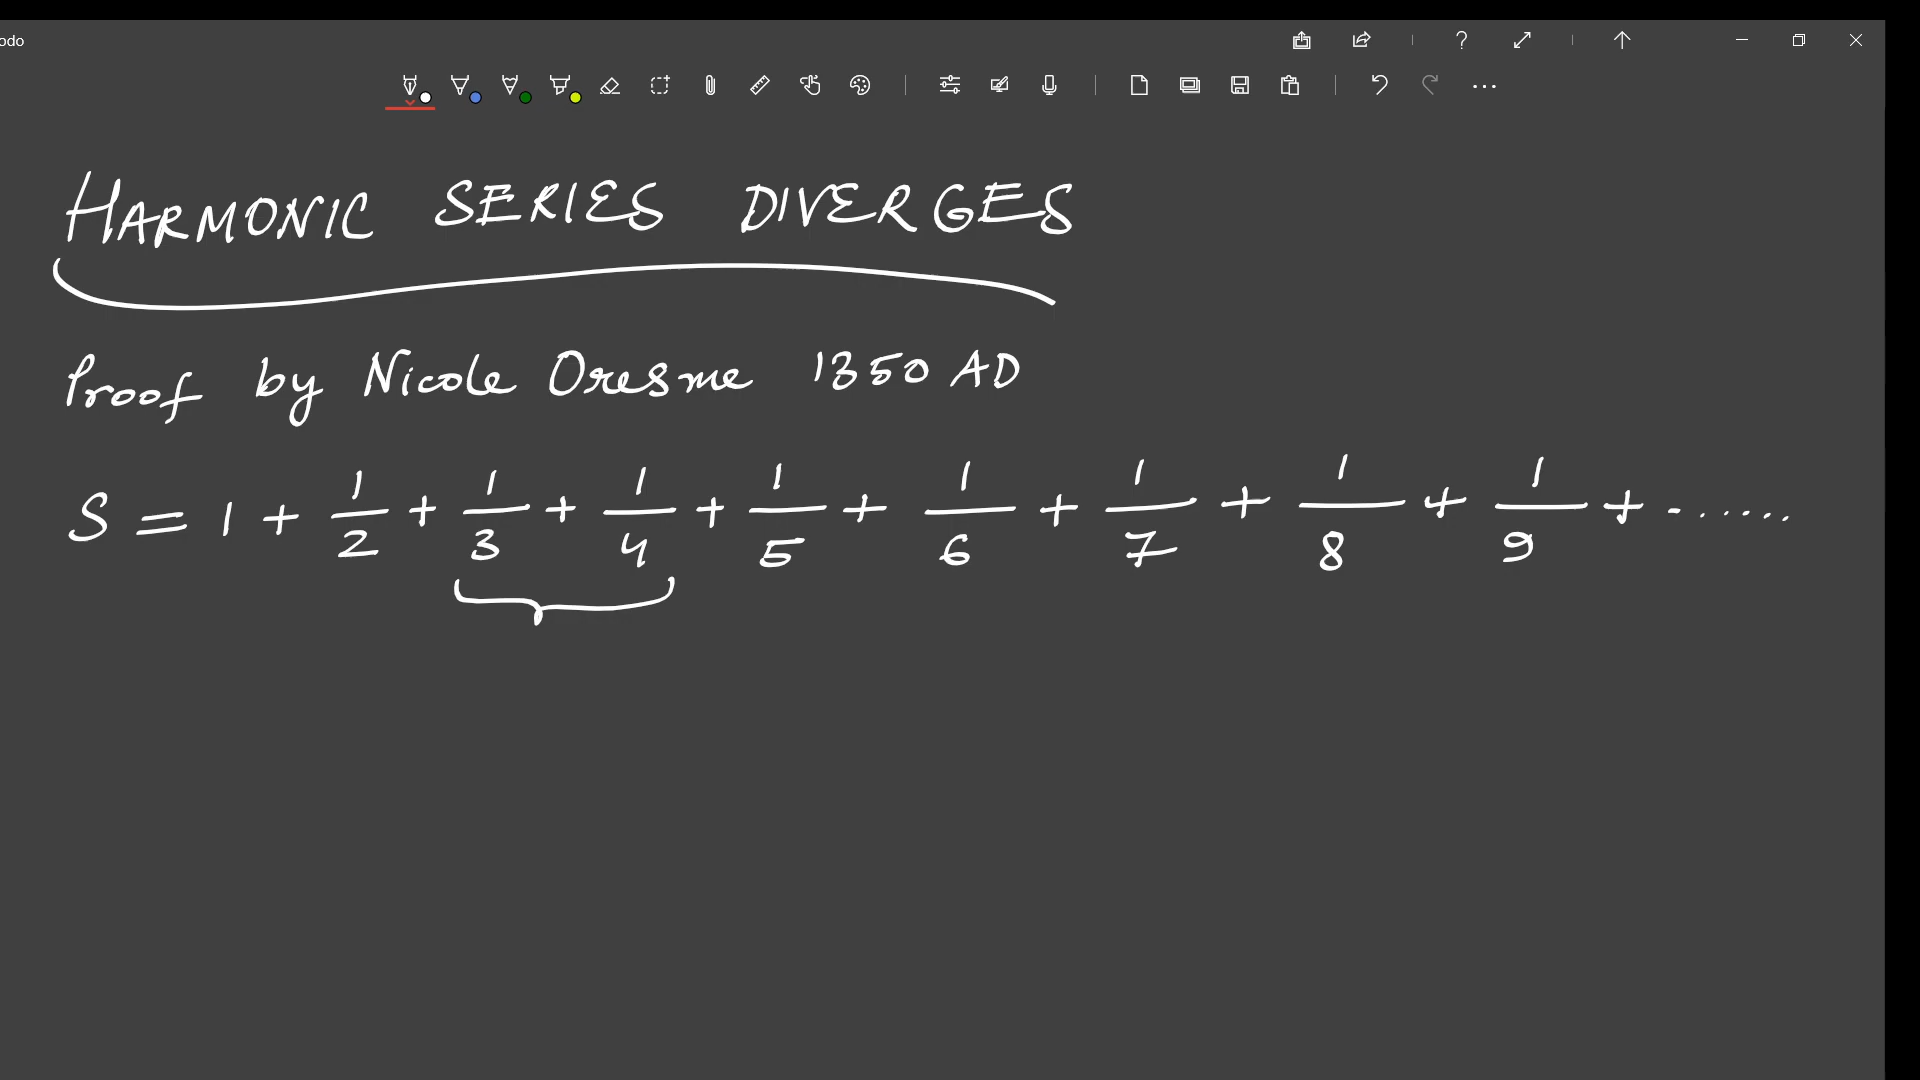 odo
HARMONIC SERIES DIVERGES
Proof by Nicole Oresme 1350 AD
S = 1 + 1/2 + 1/3 + 1/4 + 1/5 + 1/6 + 1/7 + 1/8 + 1/9 + ......